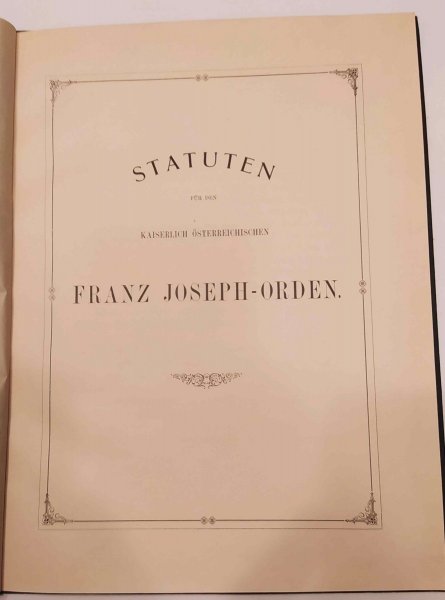 STATUTEN
FÜR DEN
KAISERLICH ÖSTERREICHISCHEN
FRANZ JOSEPH-ORDEN.